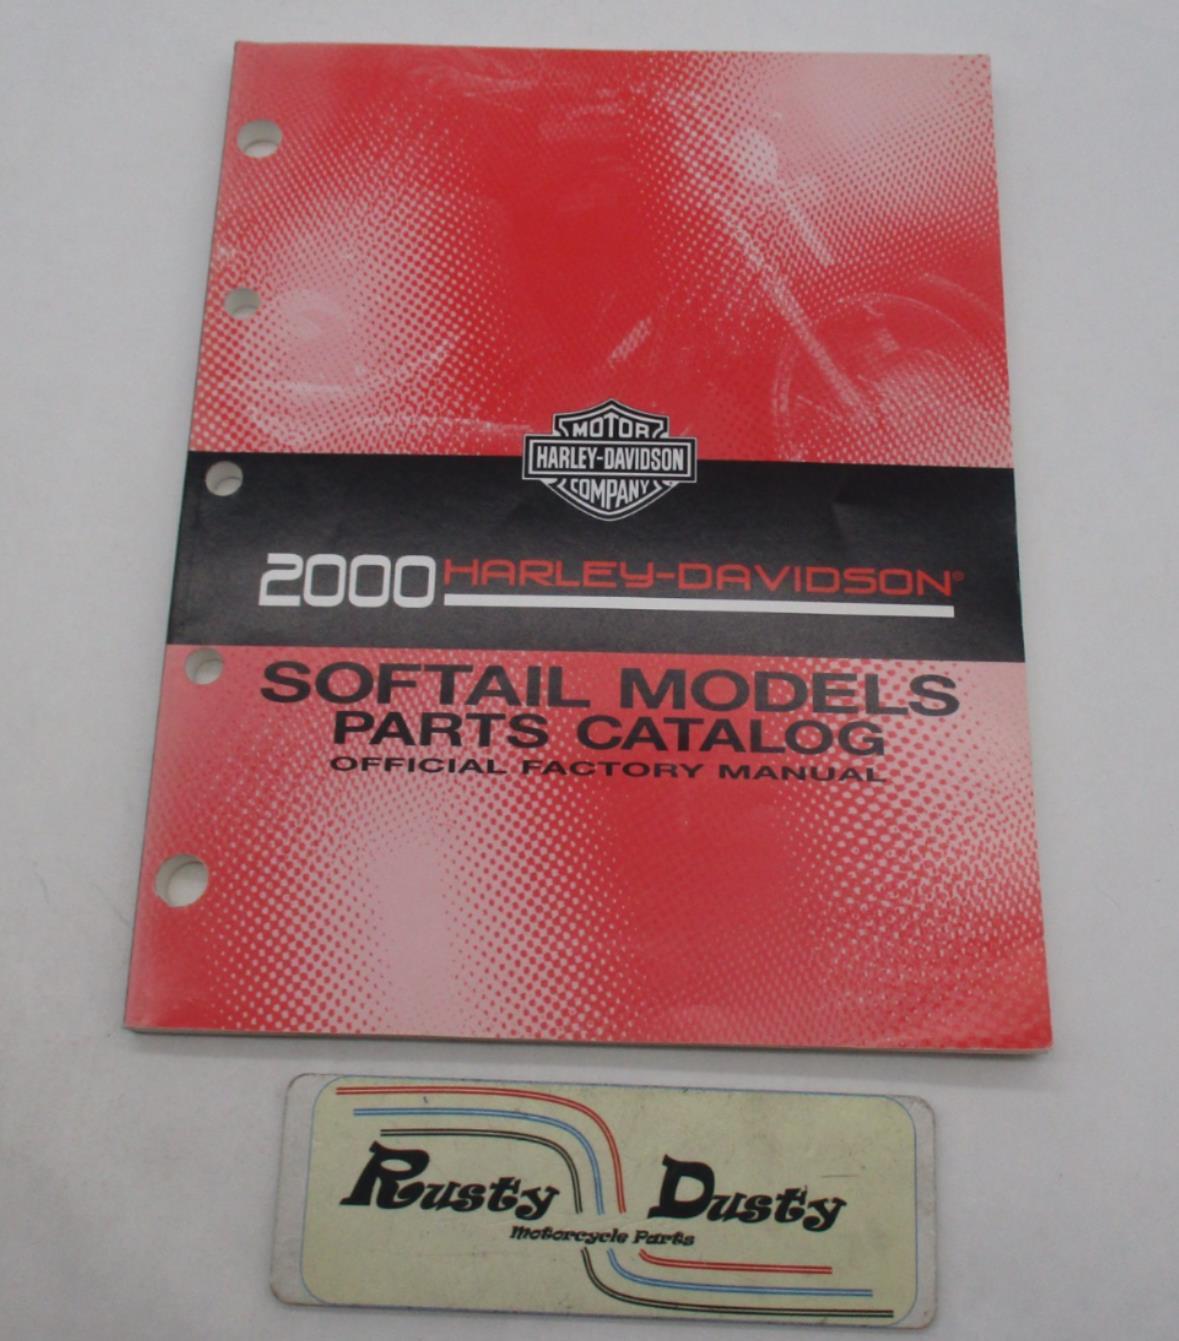 MOTOR
HARLEY-DAVIDSON
COMPANY
2000 HARLEY-DAVIDSON®
SOFTAIL MODELS
PARTS CATALOG
OFFICIAL FACTORY MANUAL
Rusty Dusty
Motorcycle Parts